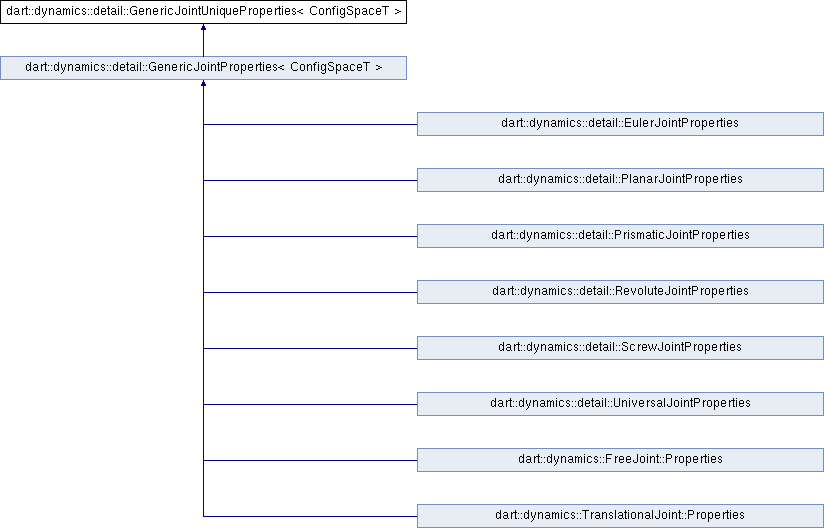 dart::dynamics::detail::GenericJointUniqueProperties< ConfigSpaceT >
dart::dynamics::detail::GenericJointProperties< ConfigSpaceT >
dart::dynamics::detail::EulerJointProperties
dart::dynamics::detail::PlanarJointProperties
dart::dynamics::detail::PrismaticJointProperties
dart::dynamics::detail::RevoluteJointProperties
dart::dynamics::detail::ScrewJointProperties
dart::dynamics::detail::UniversalJointProperties
dart::dynamics::FreeJoint::Properties
dart::dynamics::TranslationalJoint::Properties